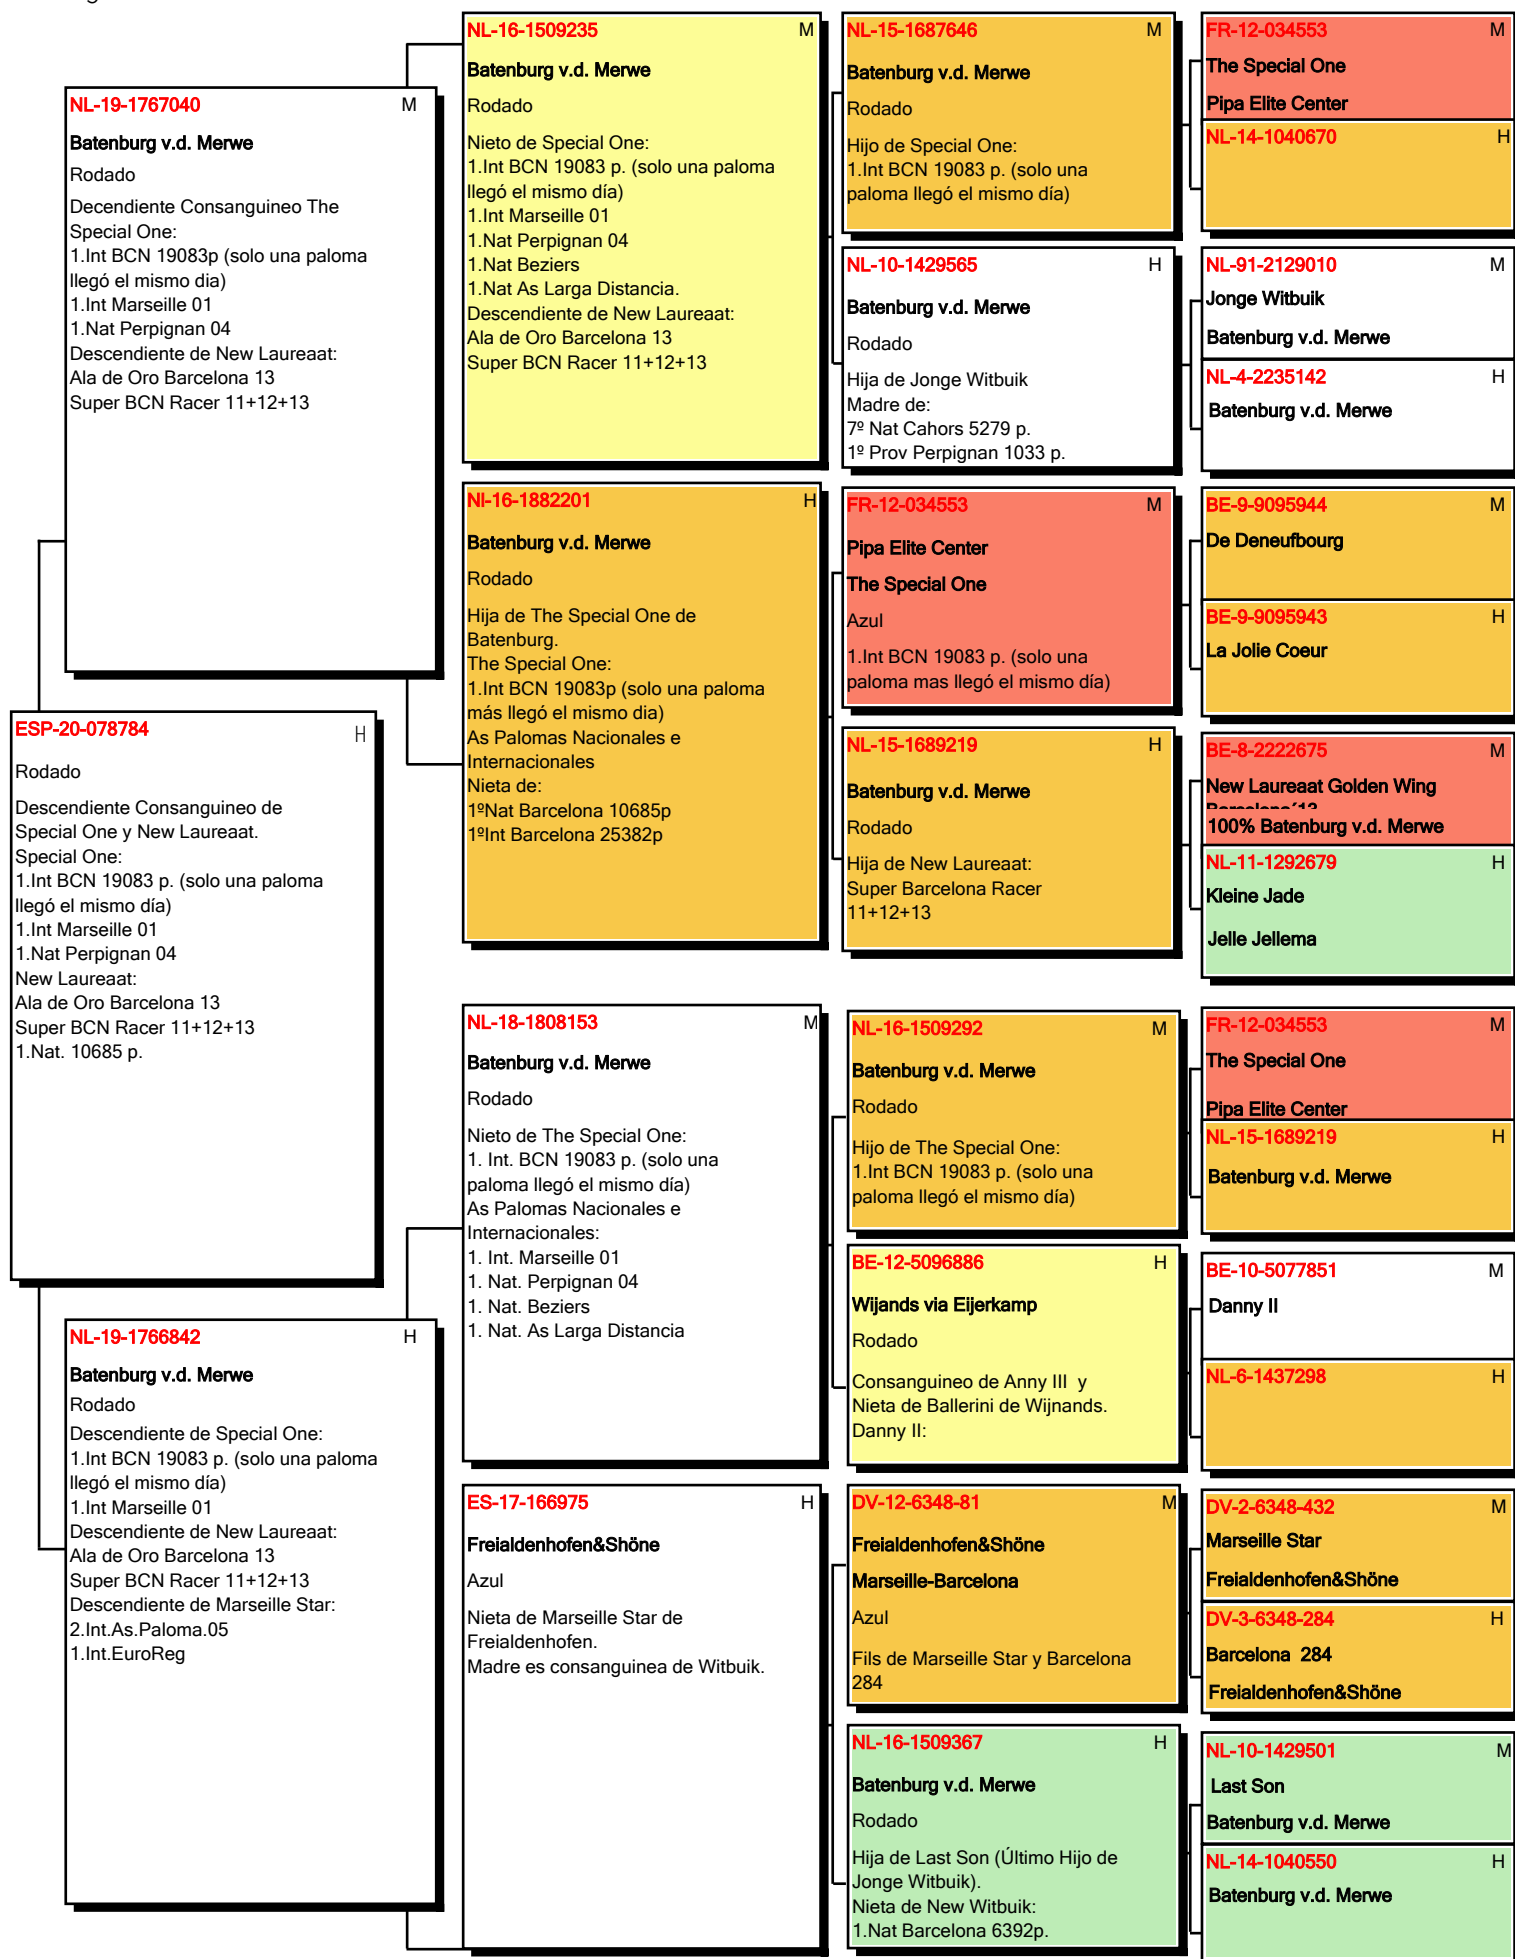 NL-19-1767040 M
Batenburg v.d. Merwe
Rodado
Decendiente Consanguineo The
Special One:
1.Int BCN 19083p (solo una paloma
llegó el mismo dia)
1.Int Marseille 01
1.Nat Perpignan 04
Descendiente de New Laureaat:
Ala de Oro Barcelona 13
Super BCN Racer 11+12+13
ESP-20-078784 H
Rodado
Descendiente Consanguineo de
Special One y New Laureaat.
Special One:
1.Int BCN 19083 p. (solo una paloma
llegó el mismo día)
1.Int Marseille 01
1.Nat Perpignan 04
New Laureaat:
Ala de Oro Barcelona 13
Super BCN Racer 11+12+13
1.Nat. 10685 p.
NL-19-1766842 H
Batenburg v.d. Merwe
Rodado
Descendiente de Special One:
1.Int BCN 19083 p. (solo una paloma
llegó el mismo día)
1.Int Marseille 01
Descendiente de New Laureaat:
Ala de Oro Barcelona 13
Super BCN Racer 11+12+13
Descendiente de Marseille Star:
2.Int.As.Paloma.05
1.Int.EuroReg
NL-16-1509235 M
Batenburg v.d. Merwe
Rodado
Nieto de Special One:
1.Int BCN 19083 p. (solo una paloma
llegó el mismo día)
1.Int Marseille 01
1.Nat Perpignan 04
1.Nat Beziers
1.Nat As Larga Distancia.
Descendiente de New Laureaat:
Ala de Oro Barcelona 13
Super BCN Racer 11+12+13
Nl-16-1882201 H
Batenburg v.d. Merwe
Rodado
Hija de The Special One de
Batenburg.
The Special One:
1.Int BCN 19083p (solo una paloma
más llegó el mismo dia)
As Palomas Nacionales e
Internacionales
Nieta de:
1ºNat Barcelona 10685p
1ºInt Barcelona 25382p
NL-18-1808153 M
Batenburg v.d. Merwe
Rodado
Nieto de The Special One:
1. Int. BCN 19083 p. (solo una
paloma llegó el mismo día)
As Palomas Nacionales e
Internacionales:
1. Int. Marseille 01
1. Nat. Perpignan 04
1. Nat. Beziers
1. Nat. As Larga Distancia
ES-17-166975 H
Freialdenhofen&Shöne
Azul
Nieta de Marseille Star de
Freialdenhofen.
Madre es consanguinea de Witbuik.
NL-15-1687646 M
Batenburg v.d. Merwe
Rodado
Hijo de Special One:
1.Int BCN 19083 p. (solo una
paloma llegó el mismo día)
NL-10-1429565 H
Batenburg v.d. Merwe
Rodado
Hija de Jonge Witbuik
Madre de:
7º Nat Cahors 5279 p.
1º Prov Perpignan 1033 p.
FR-12-034553 M
Pipa Elite Center
The Special One
Azul
1.Int BCN 19083 p. (solo una
paloma mas llegó el mismo día)
NL-15-1689219 H
Batenburg v.d. Merwe
Rodado
Hija de New Laureaat:
Super Barcelona Racer
11+12+13
NL-16-1509292 M
Batenburg v.d. Merwe
Rodado
Hijo de The Special One:
1.Int BCN 19083 p. (solo una
paloma llegó el mismo día)
BE-12-5096886 H
Wijands via Eijerkamp
Rodado
Consanguineo de Anny III y
Nieta de Ballerini de Wijnands.
Danny II:
DV-12-6348-81 M
Freialdenhofen&Shöne
Marseille-Barcelona
Azul
Fils de Marseille Star y Barcelona
284
NL-16-1509367 H
Batenburg v.d. Merwe
Rodado
Hija de Last Son (Último Hijo de
Jonge Witbuik).
Nieta de New Witbuik:
1.Nat Barcelona 6392p.
FR-12-034553 M
The Special One
Pipa Elite Center
NL-14-1040670 H
NL-91-2129010 M
Jonge Witbuik
Batenburg v.d. Merwe
NL-4-2235142 H
Batenburg v.d. Merwe
BE-9-9095944 M
De Deneufbourg
BE-9-9095943 H
La Jolie Coeur
BE-8-2222675 M
New Laureaat Golden Wing
Barcelona´13
100% Batenburg v.d. Merwe
NL-11-1292679 H
Kleine Jade
Jelle Jellema
FR-12-034553 M
The Special One
Pipa Elite Center
NL-15-1689219 H
Batenburg v.d. Merwe
BE-10-5077851 M
Danny II
NL-6-1437298 H
DV-2-6348-432 M
Marseille Star
Freialdenhofen&Shöne
DV-3-6348-284 H
Barcelona 284
Freialdenhofen&Shöne
NL-10-1429501 M
Last Son
Batenburg v.d. Merwe
NL-14-1040550 H
Batenburg v.d. Merwe